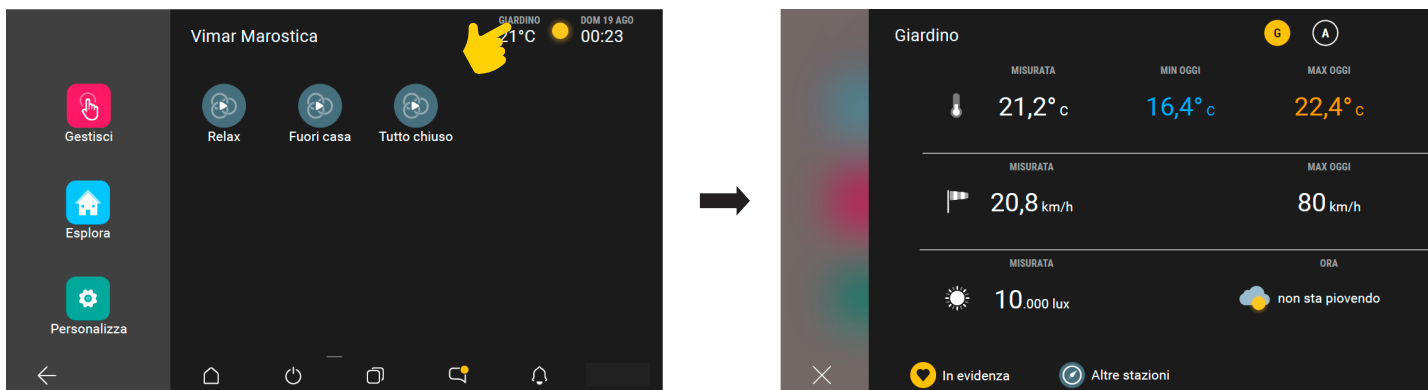 GIARDINO DOM 19 AGO
Vimar Marostica 21°C 00:23
Relax Fuori casa Tutto chiuso
Gestisci
Esplora
Personalizza
Giardino G A
MISURATA MIN OGGI MAX OGGI
21,2° c 16,4° c 22,4° c
MISURATA MAX OGGI
20,8 km/h 80 km/h
MISURATA ORA
10.000 lux non sta piovendo
In evidenza Altre stazioni